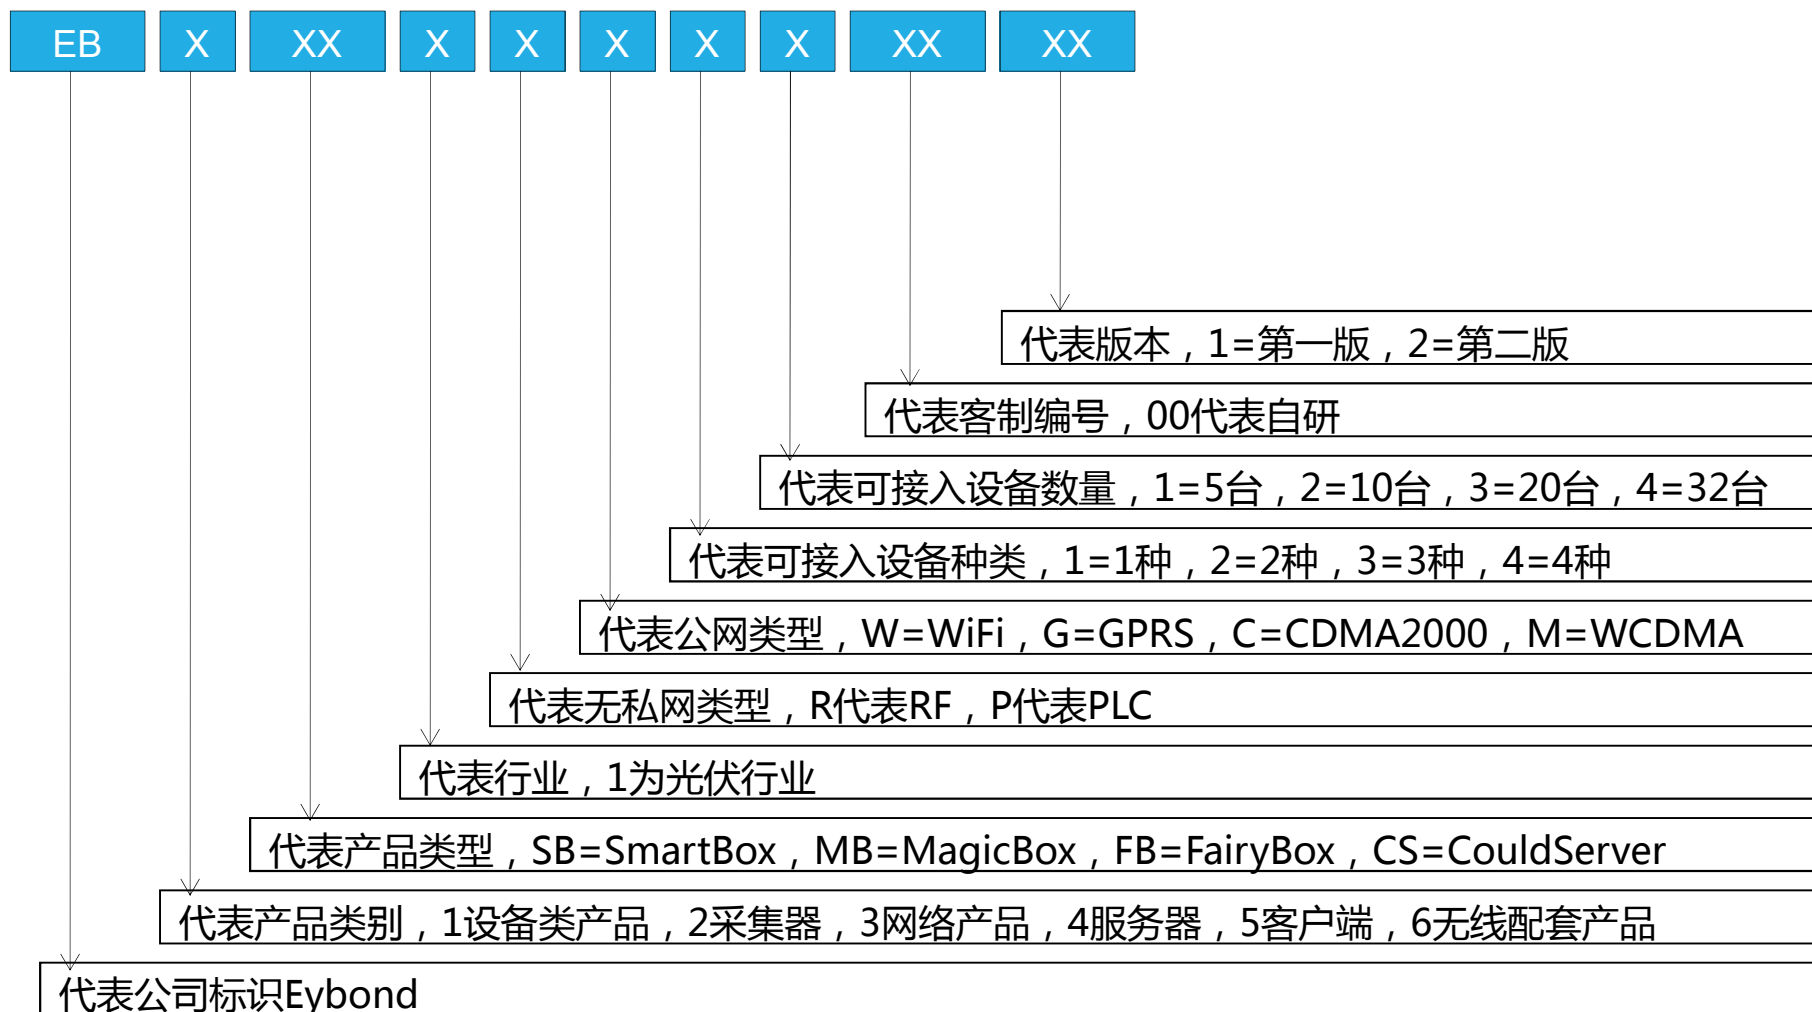 EB X XX X X X X X XX XX
代表版本，1=第一版，2=第二版
代表客制编号，00代表自研
代表可接入设备数量，1=5台，2=10台，3=20台，4=32台
代表可接入设备种类，1=1种，2=2种，3=3种，4=4种
代表公网类型，W=WiFi，G=GPRS，C=CDMA2000，M=WCDMA
代表无私网类型，R代表RF，P代表PLC
代表行业，1为光伏行业
代表产品类型，SB=SmartBox，MB=MagicBox，FB=FairyBox，CS=CouldServer
代表产品类别，1设备类产品，2采集器，3网络产品，4服务器，5客户端，6无线配套产品
代表公司标识Eybond